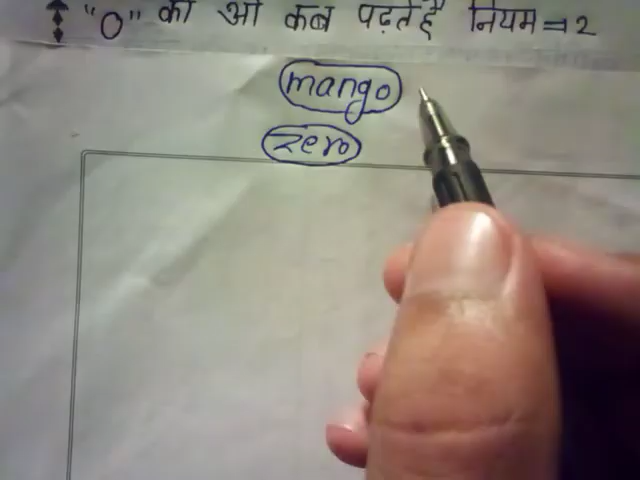 "O" का ओ कब पढ़ते हैं नियम = 2
mango
zero